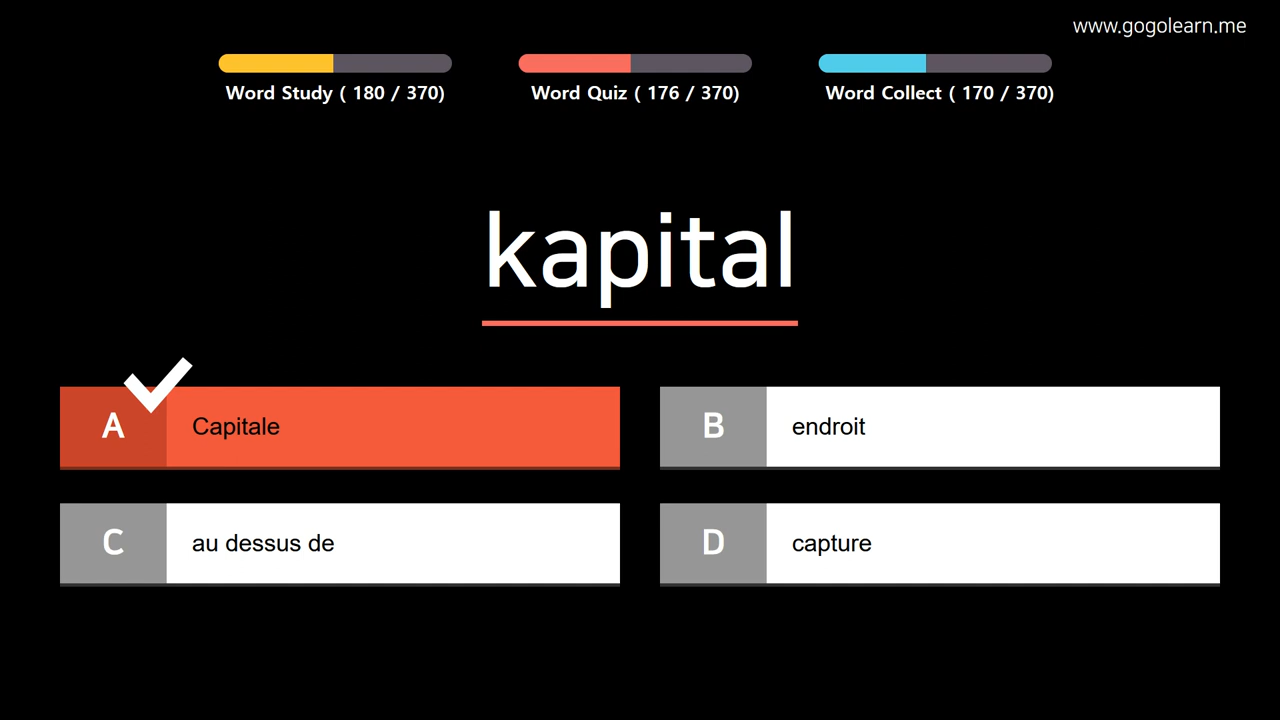 www.gogolearn.me
Word Study ( 180 / 370)
Word Quiz ( 176 / 370)
Word Collect ( 170 / 370)
kapital
A Capitale
B endroit
C au dessus de
D capture